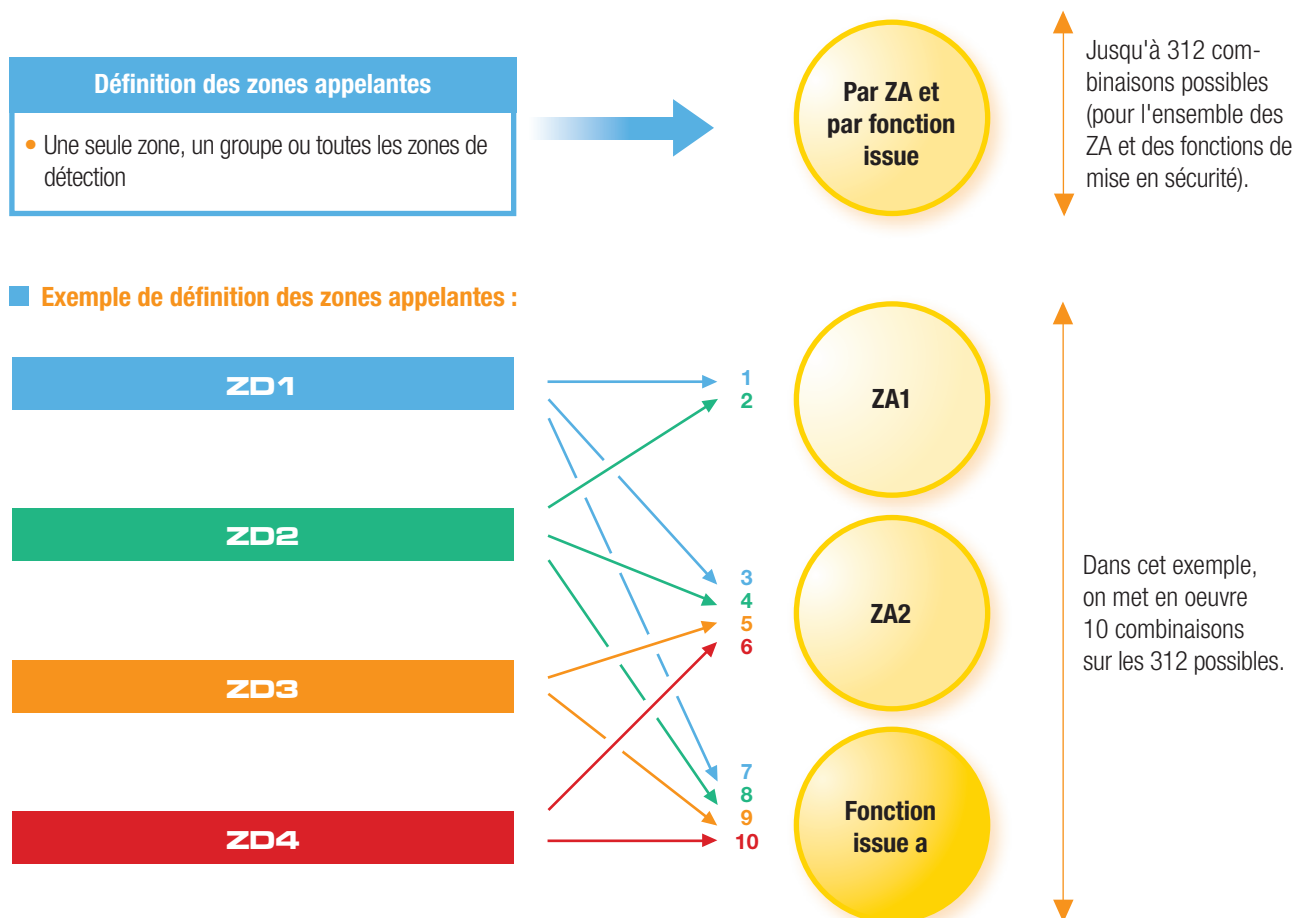 Définition des zones appelantes
• Une seule zone, un groupe ou toutes les zones de
détection
Par ZA et
par fonction
issue
Jusqu'à 312 com-
binaisons possibles
(pour l'ensemble des
ZA et des fonctions de
mise en sécurité).
Exemple de définition des zones appelantes :
ZD1
ZD2
ZD3
ZD4
1
2
3
4
5
6
7
8
9
10
ZA1
ZA2
Fonction
issue a
Dans cet exemple,
on met en oeuvre
10 combinaisons
sur les 312 possibles.